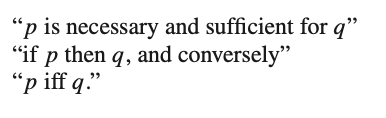 “p is necessary and sufficient for q”
“if p then q, and conversely”
“p iff q.”